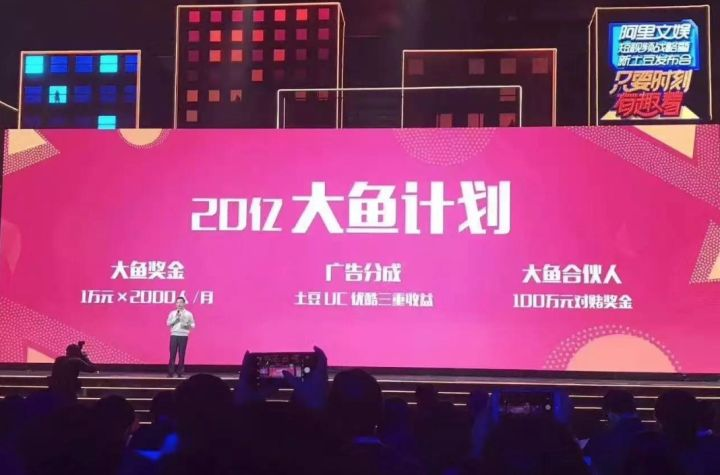 阿里文娱
短视频战略暨
新土豆发布会
只要时刻
有趣着
20亿 大鱼计划
大鱼奖金
1万元×2000人/月
广告分成
土豆 UC 优酷三重收益
大鱼合伙人
100万元对赌奖金